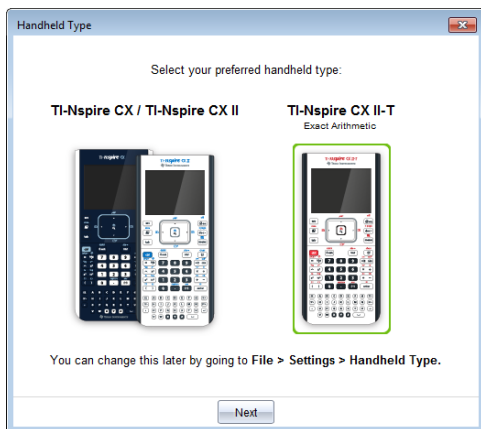 Handheld Type
Select your preferred handheld type:
TI-Nspire CX / TI-Nspire CX II
TI-Nspire CX II-T
Exact Arithmetic
You can change this later by going to File > Settings > Handheld Type.
Next